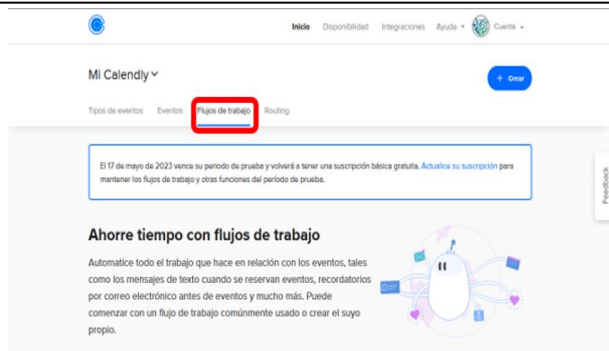 Inicio Disponibilidad Integraciones Ayuda Cuenta
Mi Calendly
+ Crear
Tipos de eventos Eventos Flujos de trabajo Routing
El 17 de mayo de 2023 vence su periodo de prueba y volverá a tener una suscripción básica gratuita. Actualice su suscripción para
mantener los flujos de trabajo y otras funciones del periodo de prueba.
Feedback
Ahorre tiempo con flujos de trabajo
Automatice todo el trabajo que hace en relación con los eventos, tales
como los mensajes de texto cuando se reservan eventos, recordatorios
por correo electrónico antes de eventos y mucho más. Puede
comenzar con un flujo de trabajo comúnmente usado o crear el suyo
propio.